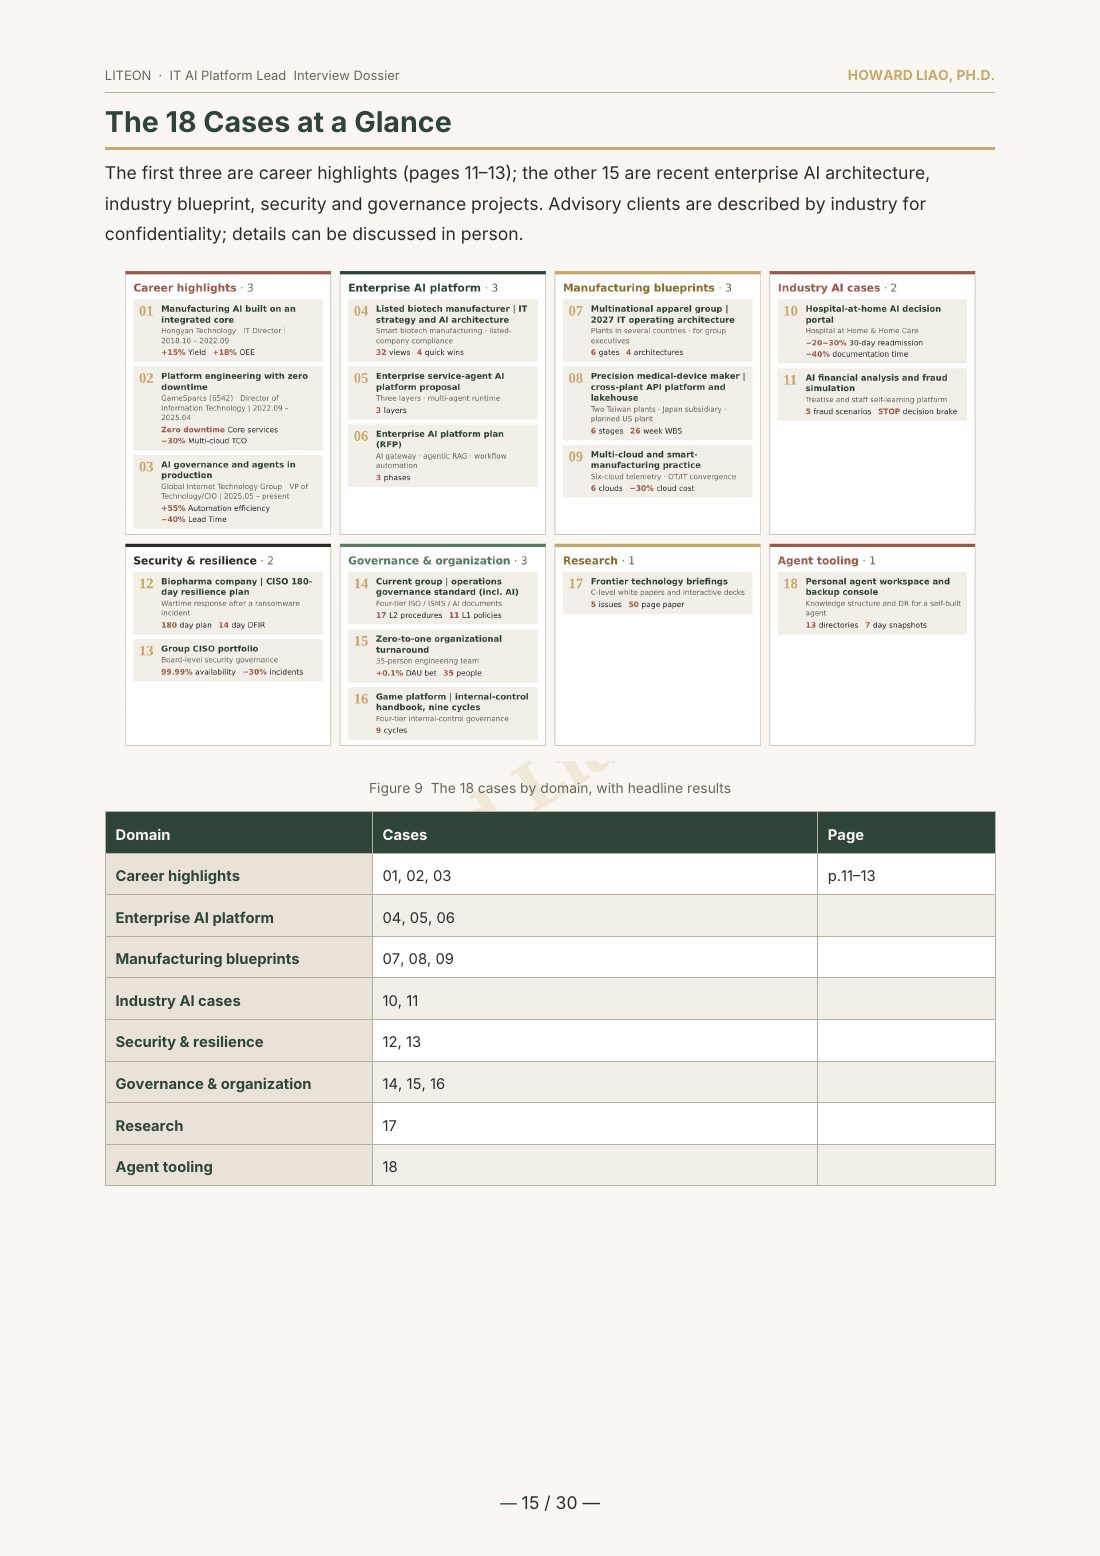 LITEON · IT AI Platform Lead Interview Dossier
HOWARD LIAO, PH.D.
The 18 Cases at a Glance
The first three are career highlights (pages 11–13); the other 15 are recent enterprise AI architecture,
industry blueprint, security and governance projects. Advisory clients are described by industry for
confidentiality; details can be discussed in person.
Career highlights · 3
01 Manufacturing AI built on an
integrated core
Hongyan Technology IT Director |
2018.10 – 2022.09
+15% Yield +18% OEE
02 Platform engineering with zero
downtime
GameSparcs (6542) Director of
Information Technology | 2022.09 –
2025.04
Zero downtime Core services
−30% Multi-cloud TCO
03 AI governance and agents in
production
Global Internet Technology Group VP of
Technology/CIO | 2025.05 – present
+55% Automation efficiency
−40% Lead Time
Enterprise AI platform · 3
04 Listed biotech manufacturer | IT
strategy and AI architecture
Smart biotech manufacturing · listed-
company compliance
32 views 4 quick wins
05 Enterprise service-agent AI
platform proposal
Three layers · multi-agent runtime
3 layers
06 Enterprise AI platform plan
(RFP)
AI gateway · agentic RAG · workflow
automation
3 phases
Manufacturing blueprints · 3
07 Multinational apparel group |
2027 IT operating architecture
Plants in several countries · for group
executives
6 gates 4 architectures
08 Precision medical-device maker |
cross-plant API platform and
lakehouse
Two Taiwan plants · Japan subsidiary ·
planned US plant
6 stages 26 week WBS
09 Multi-cloud and smart-
manufacturing practice
Six-cloud telemetry · OT/IT convergence
6 clouds −30% cloud cost
Industry AI cases · 2
10 Hospital-at-home AI decision
portal
Hospital at Home & Home Care
−20~30% 30-day readmission
−40% documentation time
11 AI financial analysis and fraud
simulation
Treatise and staff self-learning platform
5 fraud scenarios STOP decision brake
Security & resilience · 2
12 Biopharma company | CISO 180-
day resilience plan
Wartime response after a ransomware
incident
180 day plan 14 day DFIR
13 Group CISO portfolio
Board-level security governance
99.99% availability −30% incidents
Governance & organization · 3
14 Current group | operations
governance standard (incl. AI)
Four-tier ISO / ISMS / AI documents
17 L2 procedures 11 L1 policies
15 Zero-to-one organizational
turnaround
35-person engineering team
+0.1% DAU bet 35 people
16 Game platform | internal-control
handbook, nine cycles
Four-tier internal-control governance
9 cycles
Research · 1
17 Frontier technology briefings
C-level white papers and interactive decks
5 issues 50 page paper
Agent tooling · 1
18 Personal agent workspace and
backup console
Knowledge structure and DR for a self-built
agent
13 directories 7 day snapshots
Figure 9 The 18 cases by domain, with headline results
Domain Cases Page
Career highlights 01, 02, 03 p.11–13
Enterprise AI platform 04, 05, 06
Manufacturing blueprints 07, 08, 09
Industry AI cases 10, 11
Security & resilience 12, 13
Governance & organization 14, 15, 16
Research 17
Agent tooling 18
— 15 / 30 —